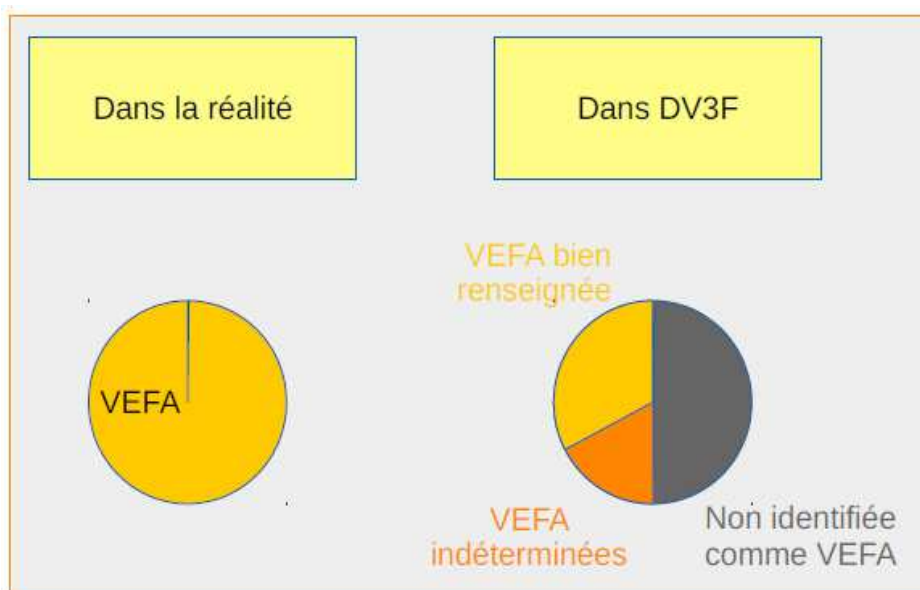 Dans la réalité
Dans DV3F
VEFA bien
renseignée
VEFA
VEFA
indéterminées
Non identifiée
comme VEFA